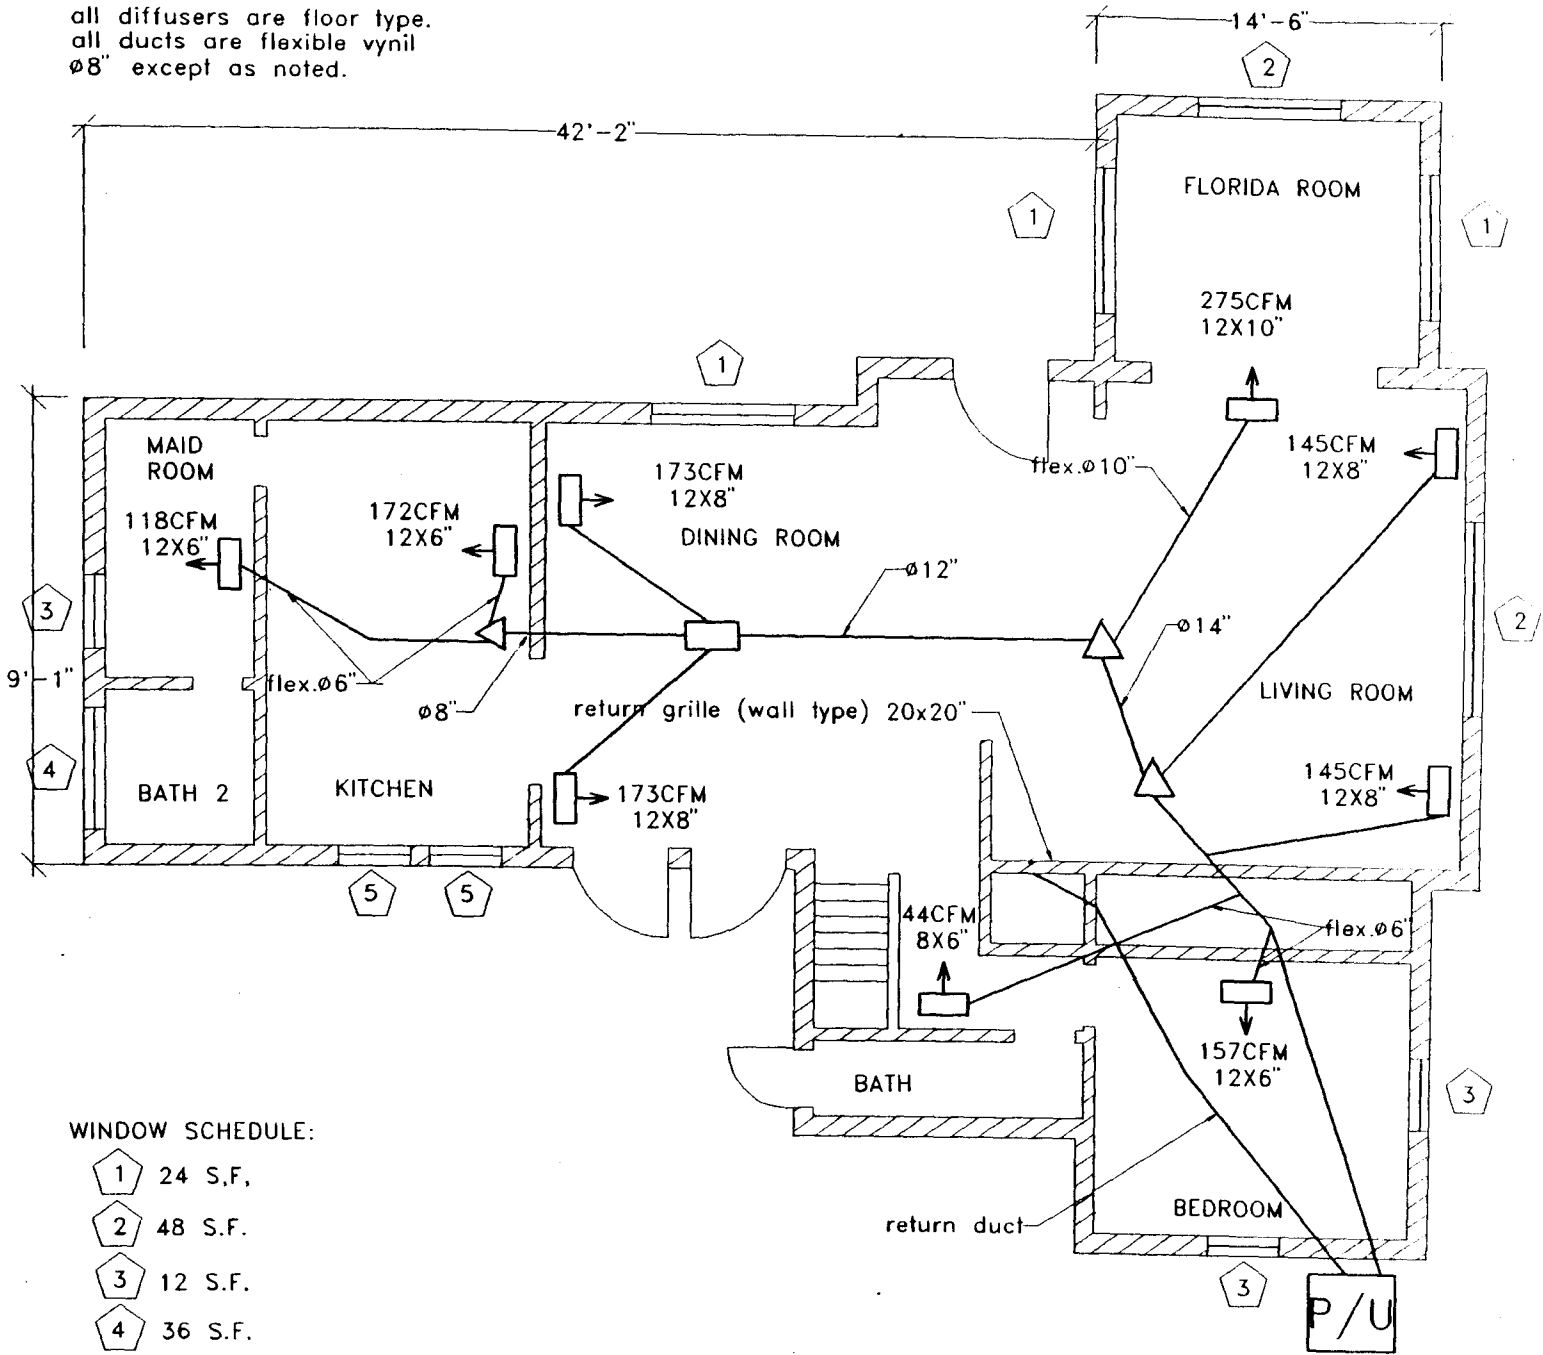 all diffusers are floor type.
all ducts are flexible vynil
ø8" except as noted.
14'-6"
2
42'-2"
FLORIDA ROOM
1
1
275CFM
12X10"
1
MAID
ROOM
145CFM
12X8"
flex.ø10"
173CFM
12X8"
118CFM
12X6"
172CFM
12X6"
DINING ROOM
ø12"
3
2
ø14"
9'-1"
flex.ø6"
ø8"
return grille (wall type) 20x20"
LIVING ROOM
4
BATH 2
KITCHEN
173CFM
12X8"
145CFM
12X8"
5
5
44CFM
8X6"
flex.ø6"
157CFM
12X6"
BATH
3
WINDOW SCHEDULE:
1 24 S.F.
2 48 S.F.
3 12 S.F.
4 36 S.F.
return duct
BEDROOM
3
P/U